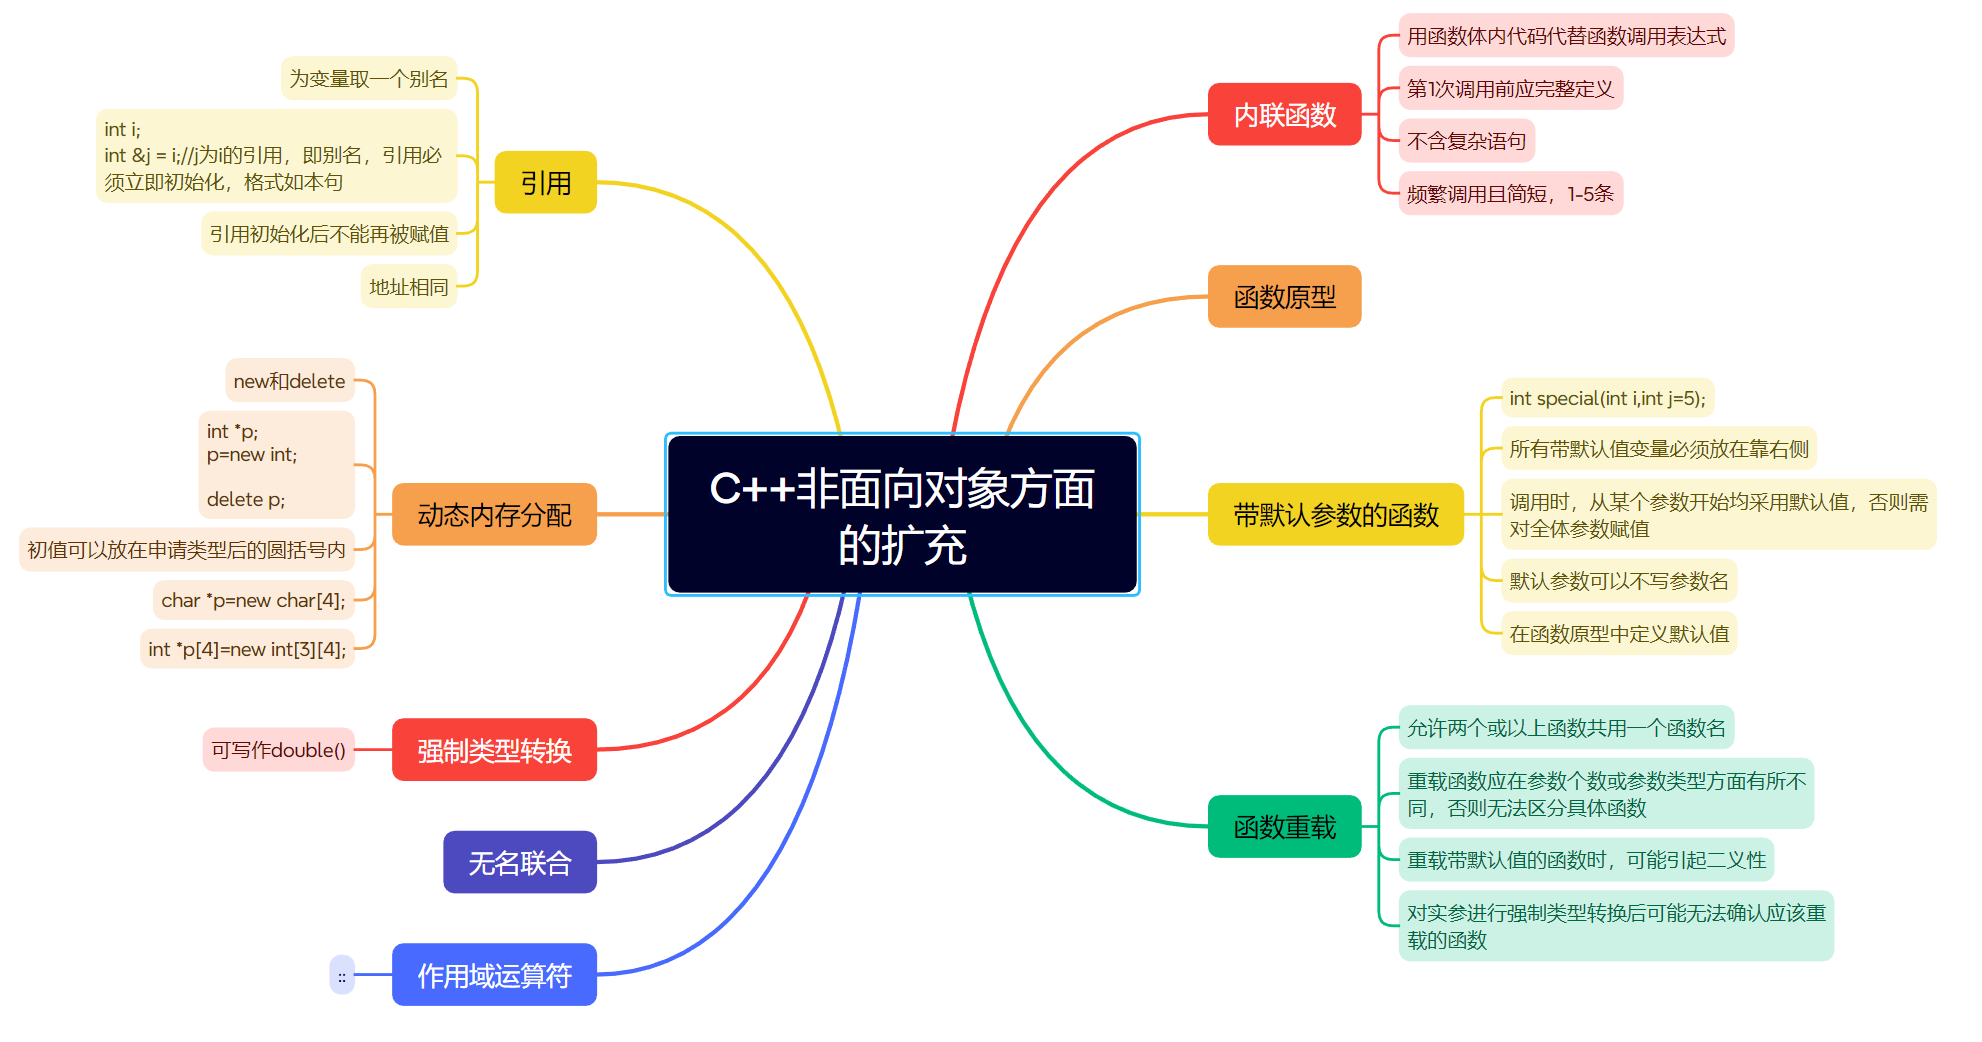 C++非面向对象方面
的扩充
内联函数
用函数体内代码代替函数调用表达式
第1次调用前应完整定义
不含复杂语句
频繁调用且简短，1-5条
函数原型
带默认参数的函数
int special(int i,int j=5);
所有带默认值变量必须放在靠右侧
调用时，从某个参数开始均采用默认值，否则需
对全体参数赋值
默认参数可以不写参数名
在函数原型中定义默认值
函数重载
允许两个或以上函数共用一个函数名
重载函数应在参数个数或参数类型方面有所不
同，否则无法区分具体函数
重载带默认值的函数时，可能引起二义性
对实参进行强制类型转换后可能无法确认应该重
载的函数
引用
为变量取一个别名
int i;
int &j = i;//j为i的引用，即别名，引用必
须立即初始化，格式如本句
引用初始化后不能再被赋值
地址相同
动态内存分配
new和delete
int *p;
p=new int;
delete p;
初值可以放在申请类型后的圆括号内
char *p=new char[4];
int *p[4]=new int[3][4];
强制类型转换
可写作double()
无名联合
作用域运算符
::